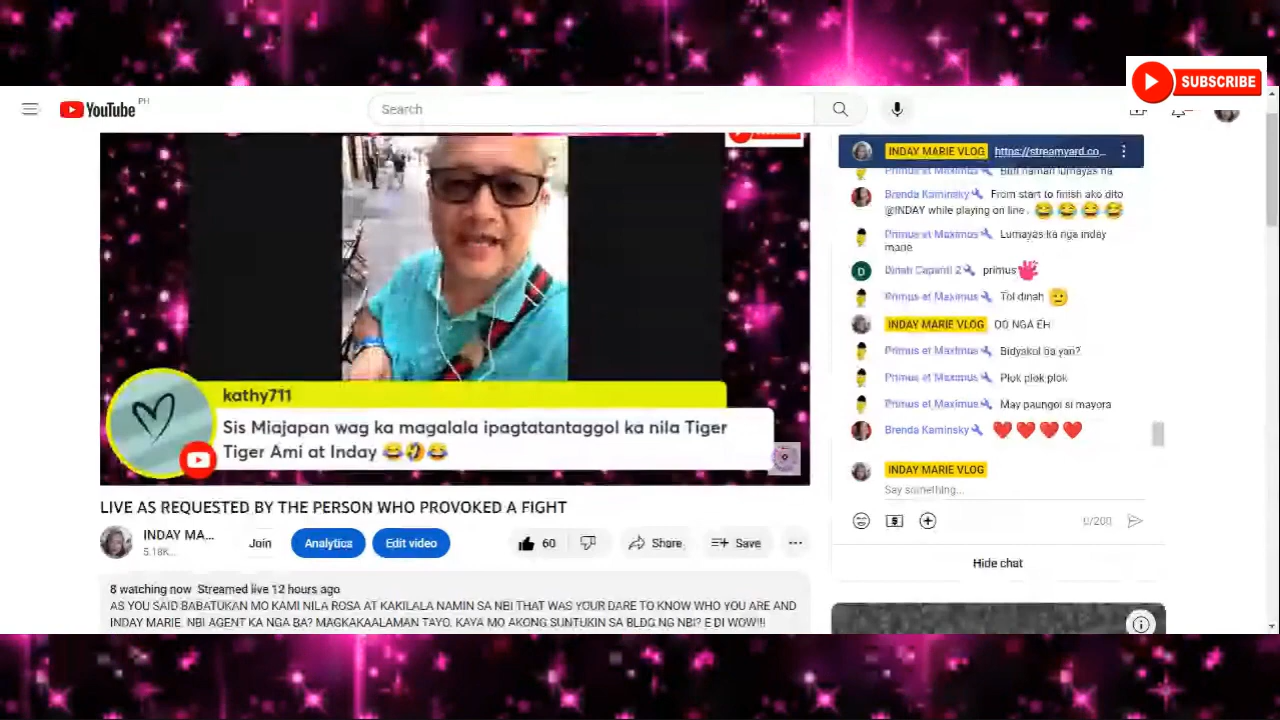 SUBSCRIBE
YouTube PH
Search
kathy711
Sis Miajapan wag ka magalala ipagtatantaggol ka nila Tiger
Tiger Ami at Inday 😂🤣😂
LIVE AS REQUESTED BY THE PERSON WHO PROVOKED A FIGHT
INDAY MA...
5.18K...
Join
Analytics
Edit video
60
Share
Save
8 watching now Streamed live 12 hours ago
AS YOU SAID BABATUKAN MO KAMI NILA ROSA AT KAKILALA NAMIN SA NBI THAT WAS YOUR DARE TO KNOW WHO YOU ARE AND
INDAY MARIE. NBI AGENT KA NGA BA? MAGKAKAALAMAN TAYO. KAYA MO AKONG SUNTUKIN SA BLDG NG NBI? E DI WOW!!!
INDAY MARIE VLOG https://streamyard.co...
Primus et Maximus Buti naman lumayas na
Brenda Kaminsky From start to finish ako dito
@INDAY while playing on line . 😂 😂 😂 😂
Primus et Maximus Lumayas ka nga inday
marie
D Dinah Capariti 2 primus
Primus et Maximus Tol dinah
INDAY MARIE VLOG OO NGA EH
Primus et Maximus Bidyakol ba yan?
Primus et Maximus Plok plok plok
Primus et Maximus May paungol si mayora
Brenda Kaminsky ❤️ ❤️ ❤️ ❤️
INDAY MARIE VLOG
Say something...
0/200
Hide chat